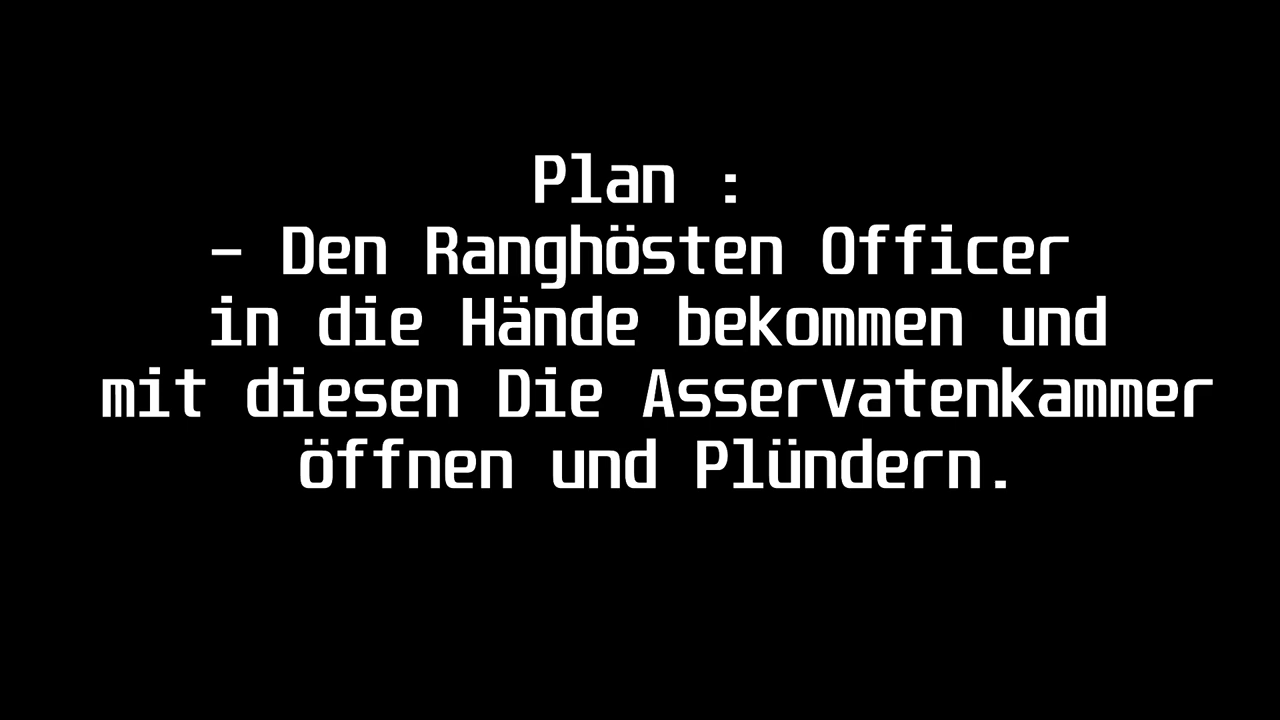 Plan :
- Den Ranghösten Officer
in die Hände bekommen und
mit diesen Die Asservatenkammer
öffnen und Plündern.